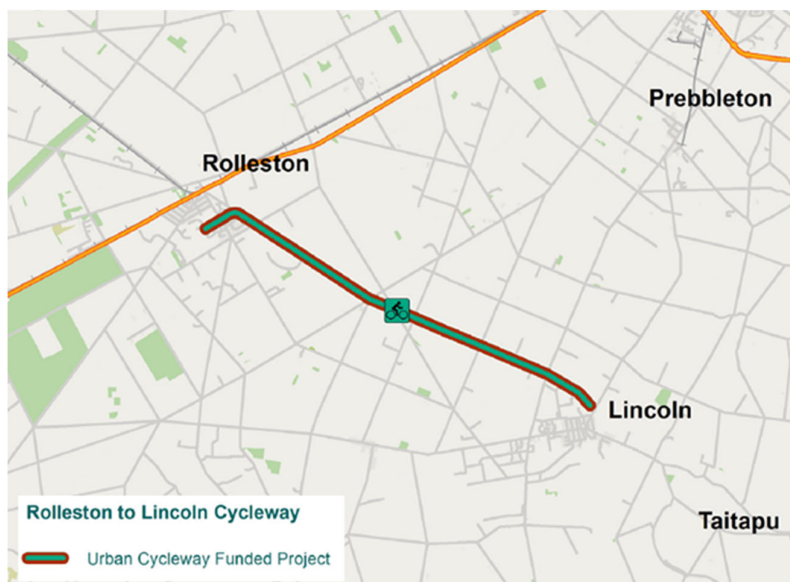 Prebbleton
Rolleston
Lincoln
Taitapu
Rolleston to Lincoln Cycleway
Urban Cycleway Funded Project